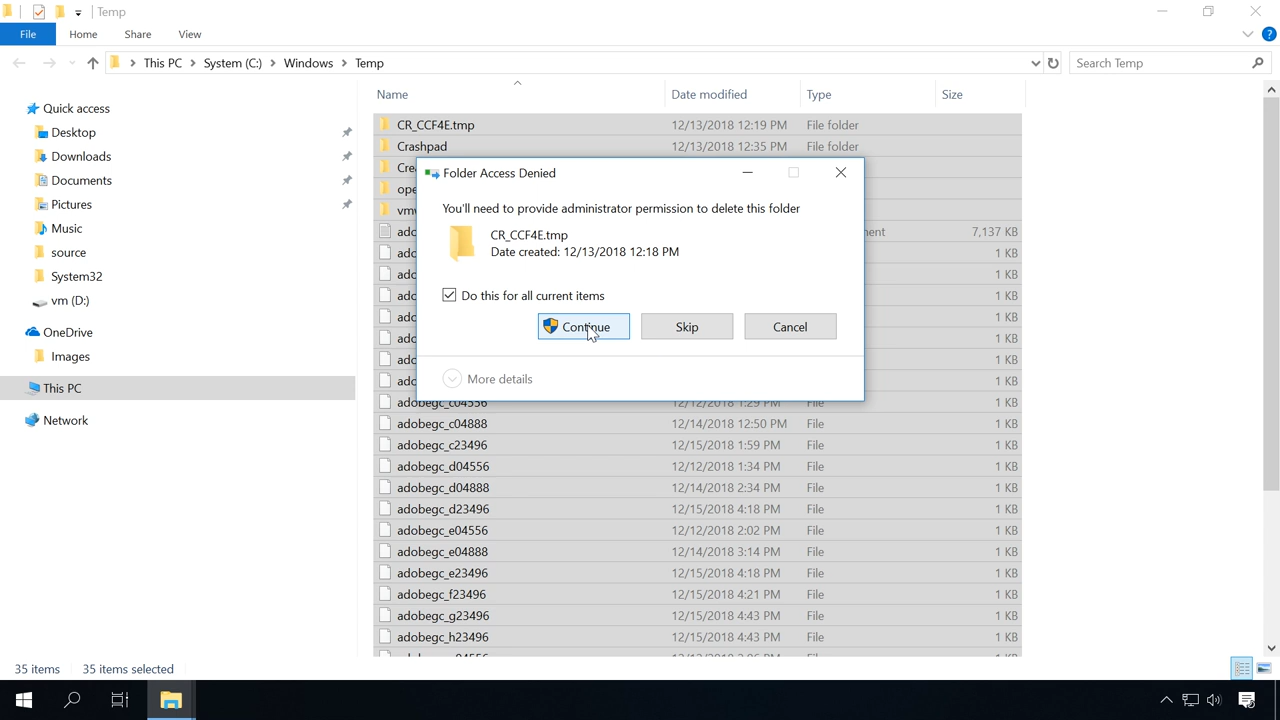 Temp
File Home Share View
This PC System (C:) Windows Temp Search Temp
Name Date modified Type Size
Quick access
Desktop
Downloads
Documents
Pictures
Music
source
System32
vm (D:)
OneDrive
Images
This PC
Network
CR_CCF4E.tmp 12/13/2018 12:19 PM File folder
Crashpad 12/13/2018 12:35 PM File folder
Folder Access Denied
You'll need to provide administrator permission to delete this folder
CR_CCF4E.tmp
Date created: 12/13/2018 12:18 PM
Do this for all current items
Continue Skip Cancel
More details
7,137 KB
1 KB
1 KB
1 KB
1 KB
1 KB
1 KB
1 KB
adobegc_c04556 12/12/2018 1:29 PM File 1 KB
adobegc_c04888 12/14/2018 12:50 PM File 1 KB
adobegc_c23496 12/15/2018 1:59 PM File 1 KB
adobegc_d04556 12/12/2018 1:34 PM File 1 KB
adobegc_d04888 12/14/2018 2:34 PM File 1 KB
adobegc_d23496 12/15/2018 4:18 PM File 1 KB
adobegc_e04556 12/12/2018 2:02 PM File 1 KB
adobegc_e04888 12/14/2018 3:14 PM File 1 KB
adobegc_e23496 12/15/2018 4:18 PM File 1 KB
adobegc_f23496 12/15/2018 4:21 PM File 1 KB
adobegc_g23496 12/15/2018 4:43 PM File 1 KB
adobegc_h23496 12/15/2018 4:43 PM File 1 KB
35 items 35 items selected